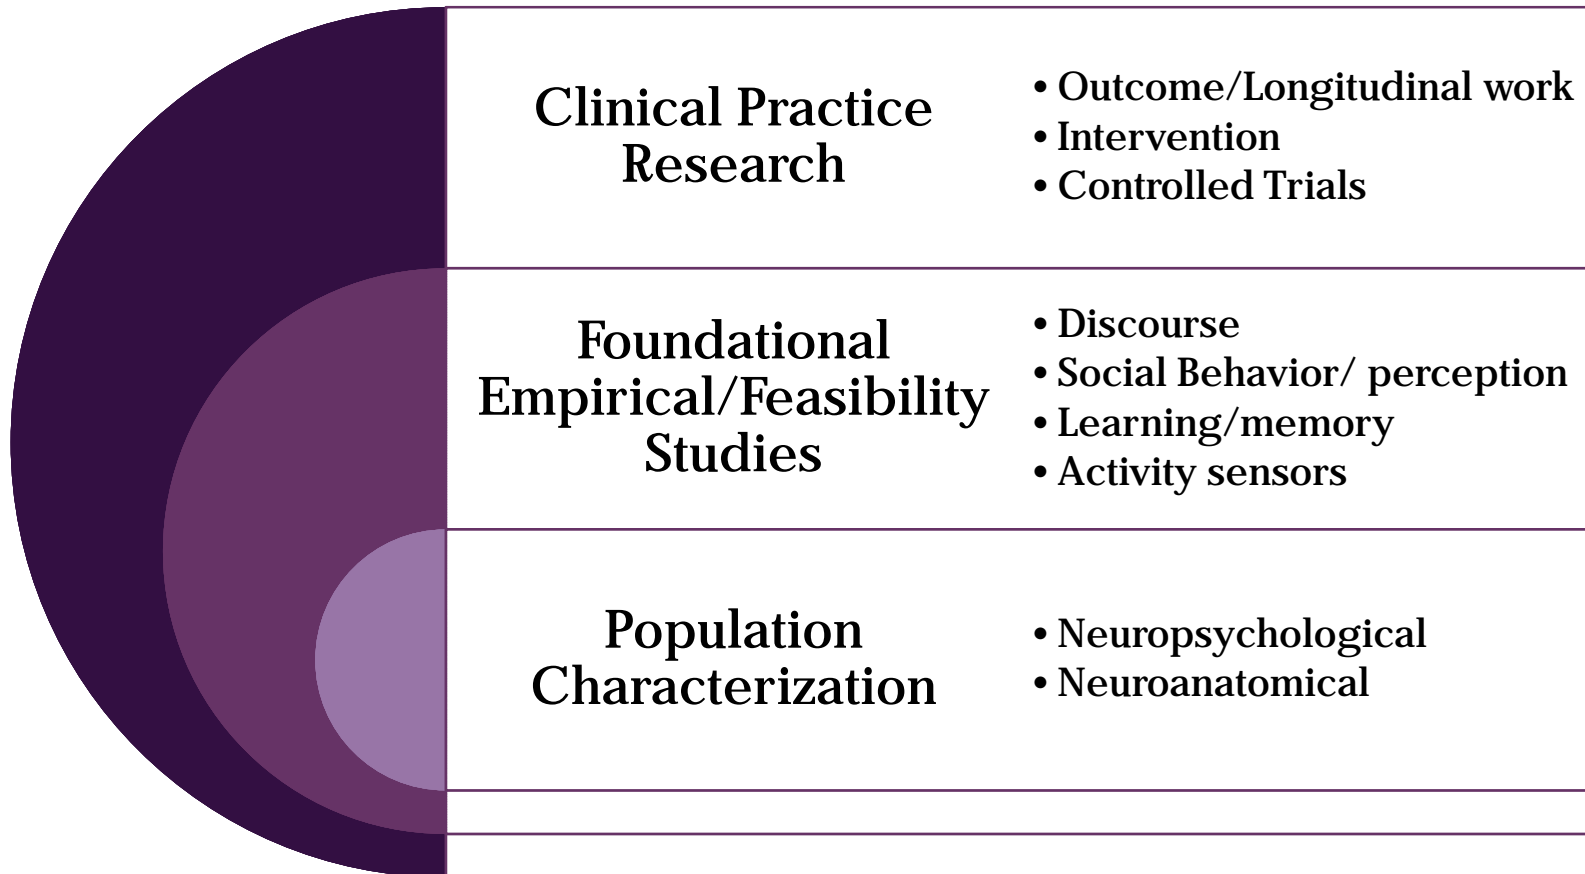 Clinical Practice
Research
• Outcome/Longitudinal work
• Intervention
• Controlled Trials
Foundational
Empirical/Feasibility
Studies
• Discourse
• Social Behavior/ perception
• Learning/memory
• Activity sensors
Population
Characterization
• Neuropsychological
• Neuroanatomical